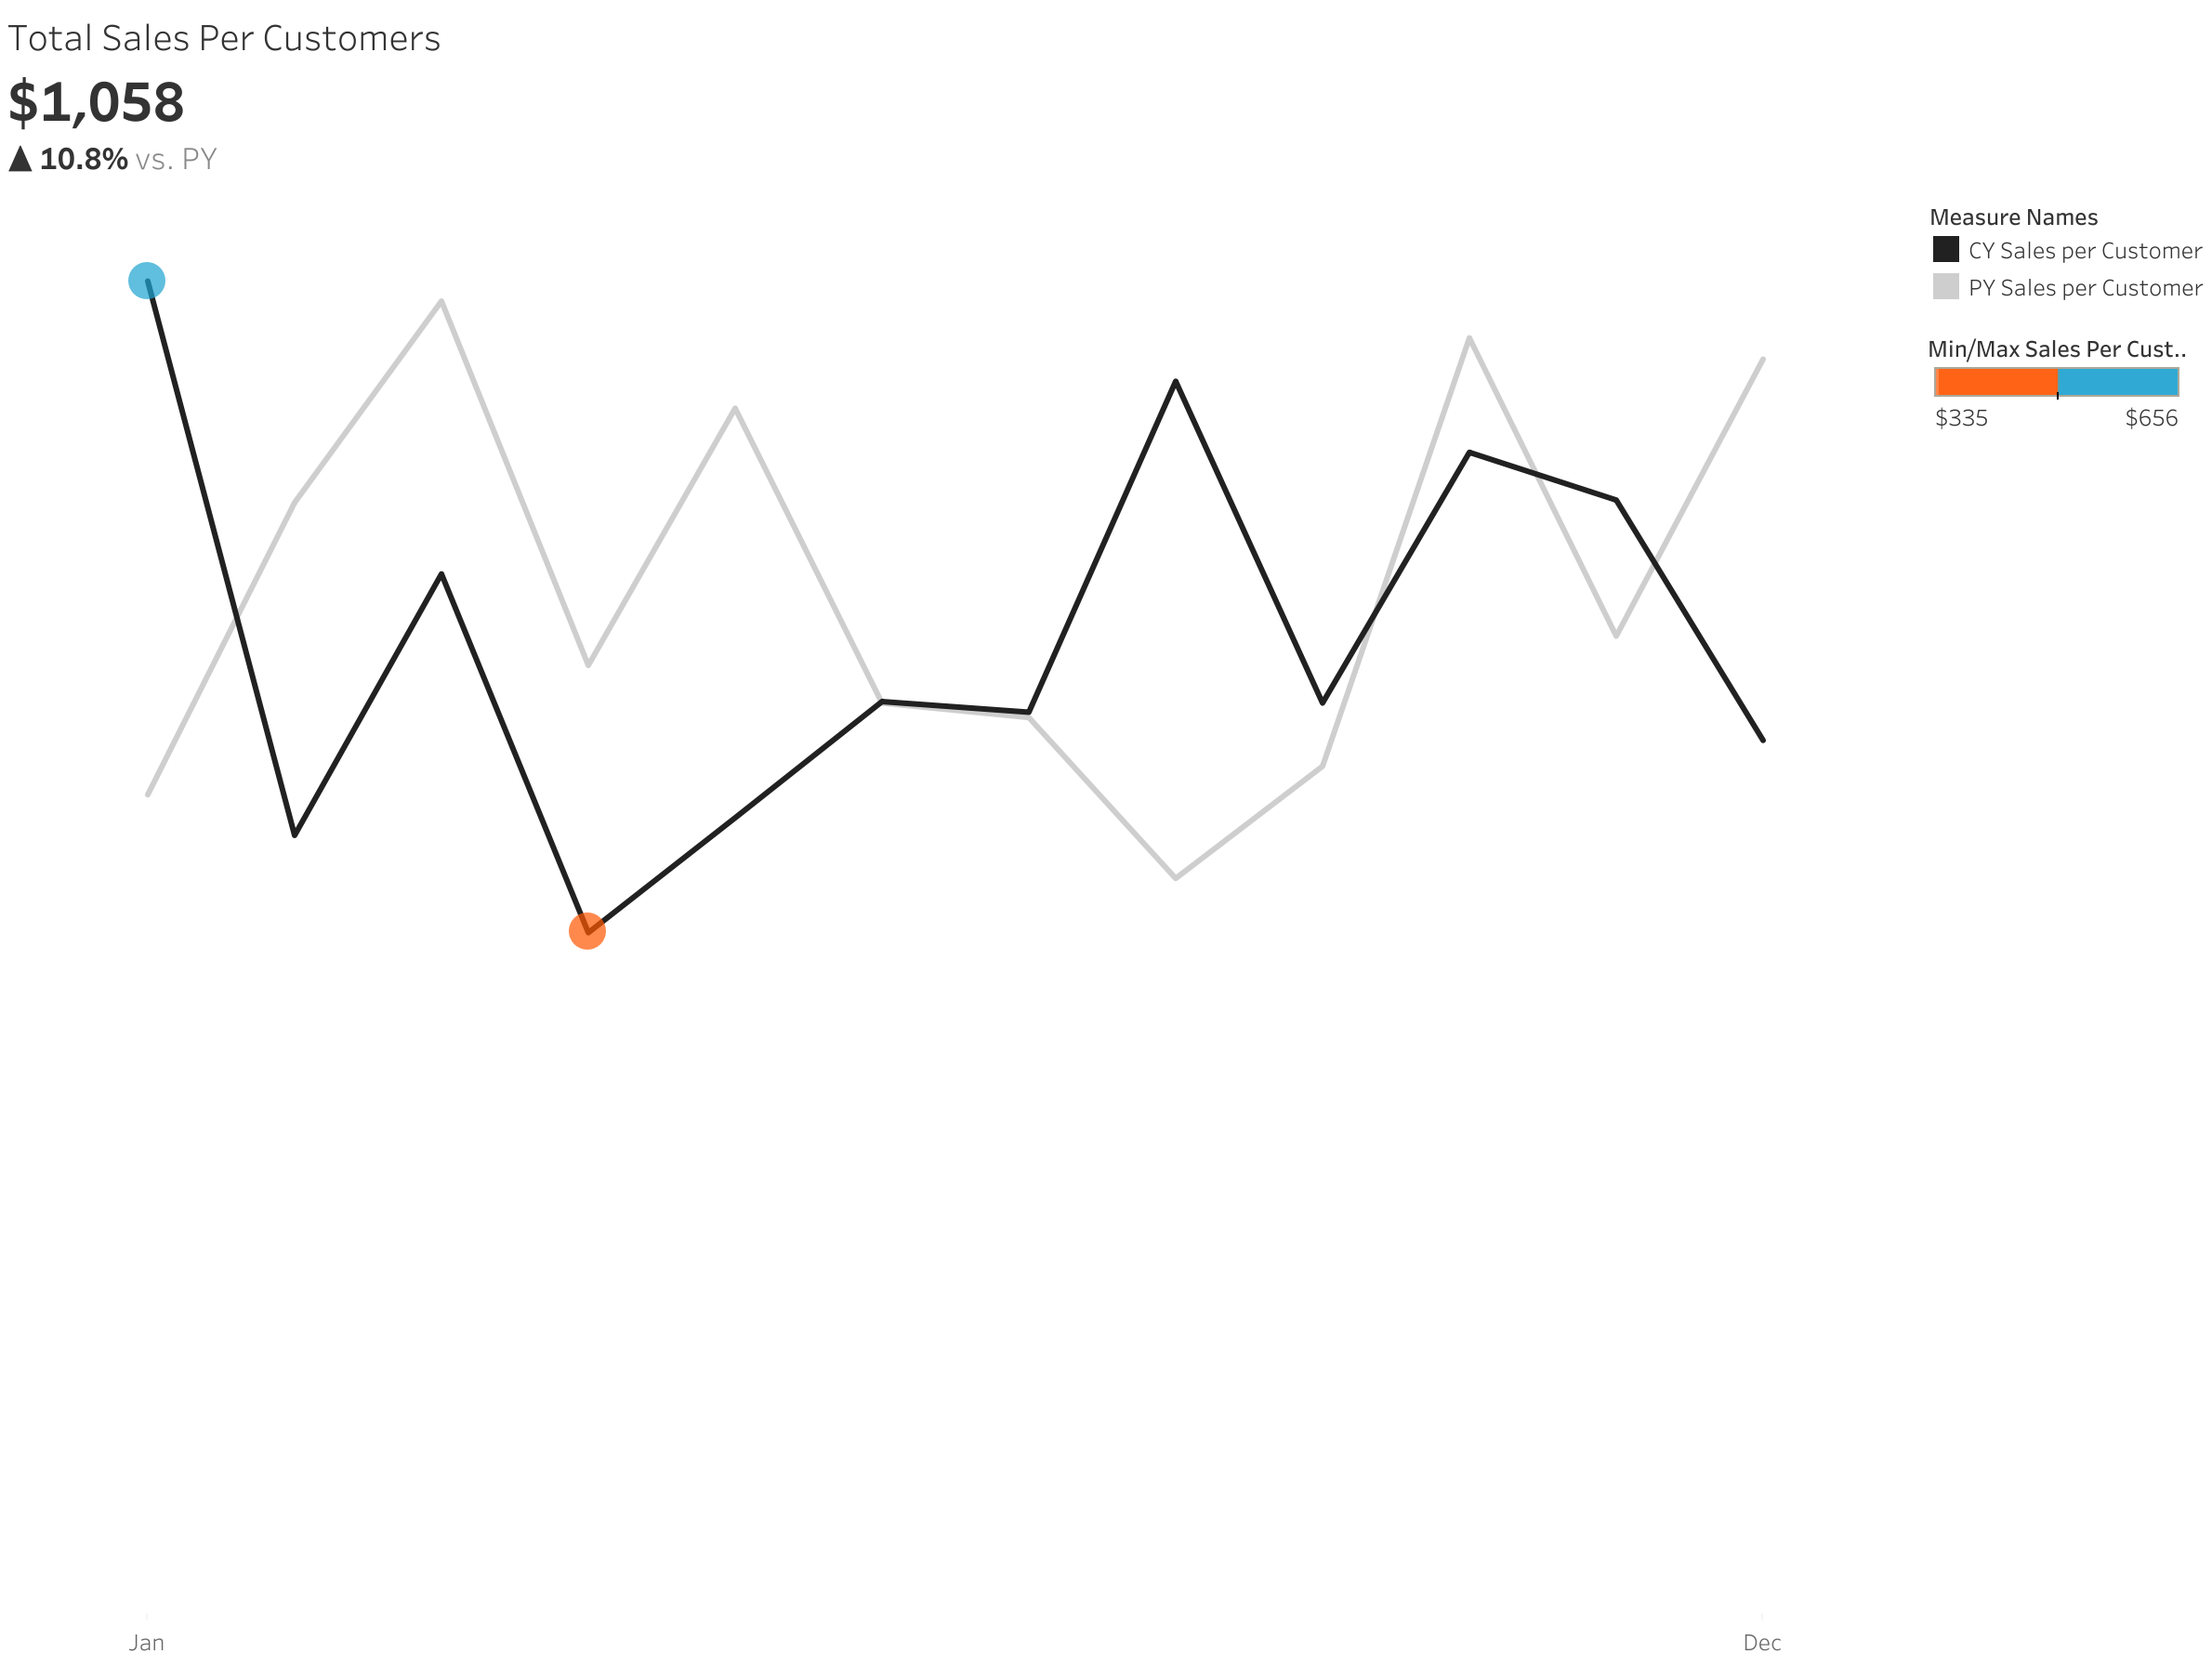 Total Sales Per Customers
$1,058
▲ 10.8% vs. PY
Measure Names
CY Sales per Customer
PY Sales per Customer
Min/Max Sales Per Cust..
$335 $656
Jan Dec